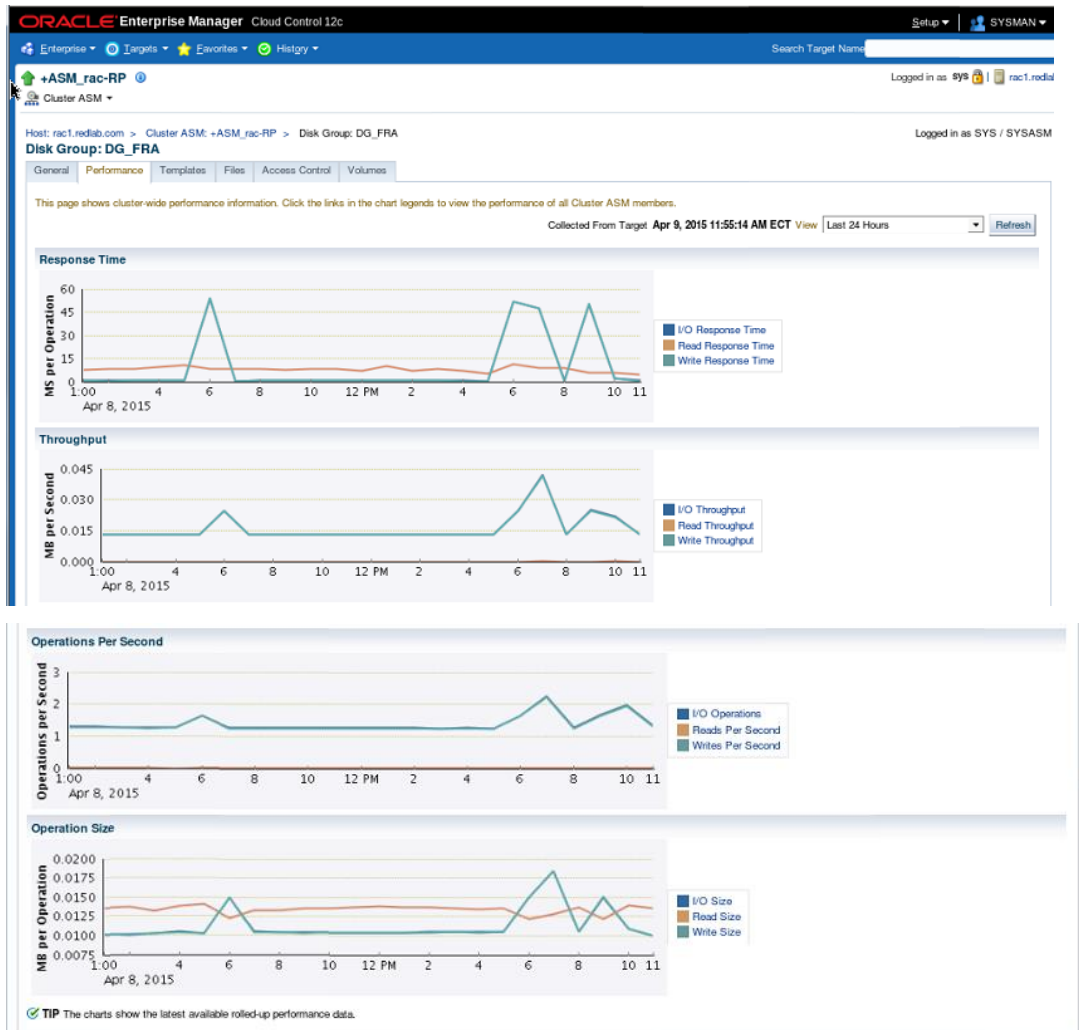 ORACLE Enterprise Manager Cloud Control 12c
Setup SYSMAN
Enterprise Targets Favorites History Search Target Name
+ASM_rac-RP Logged in as sys rac1.redla
Cluster ASM
Host: rac1.redlab.com > Cluster ASM: +ASM_rac-RP > Disk Group: DG_FRA Logged in as SYS / SYSASM
Disk Group: DG_FRA
General Performance Templates Files Access Control Volumes
This page shows cluster-wide performance information. Click the links in the chart legends to view the performance of all Cluster ASM members.
Collected From Target Apr 9, 2015 11:55:14 AM ECT View Last 24 Hours Refresh
Response Time
MS per Operation
60
45
30
15
0
1:00 4 6 8 10 12 PM 2 4 6 8 10 11
Apr 8, 2015
I/O Response Time
Read Response Time
Write Response Time
Throughput
MB per Second
0.045
0.030
0.015
0.000
1:00 4 6 8 10 12 PM 2 4 6 8 10 11
Apr 8, 2015
I/O Throughput
Read Throughput
Write Throughput
Operations Per Second
Operations per Second
3
2
1
0
1:00 4 6 8 10 12 PM 2 4 6 8 10 11
Apr 8, 2015
I/O Operations
Reads Per Second
Writes Per Second
Operation Size
MB per Operation
0.0200
0.0175
0.0150
0.0125
0.0100
0.0075
1:00 4 6 8 10 12 PM 2 4 6 8 10 11
Apr 8, 2015
I/O Size
Read Size
Write Size
TIP The charts show the latest available rolled-up performance data.